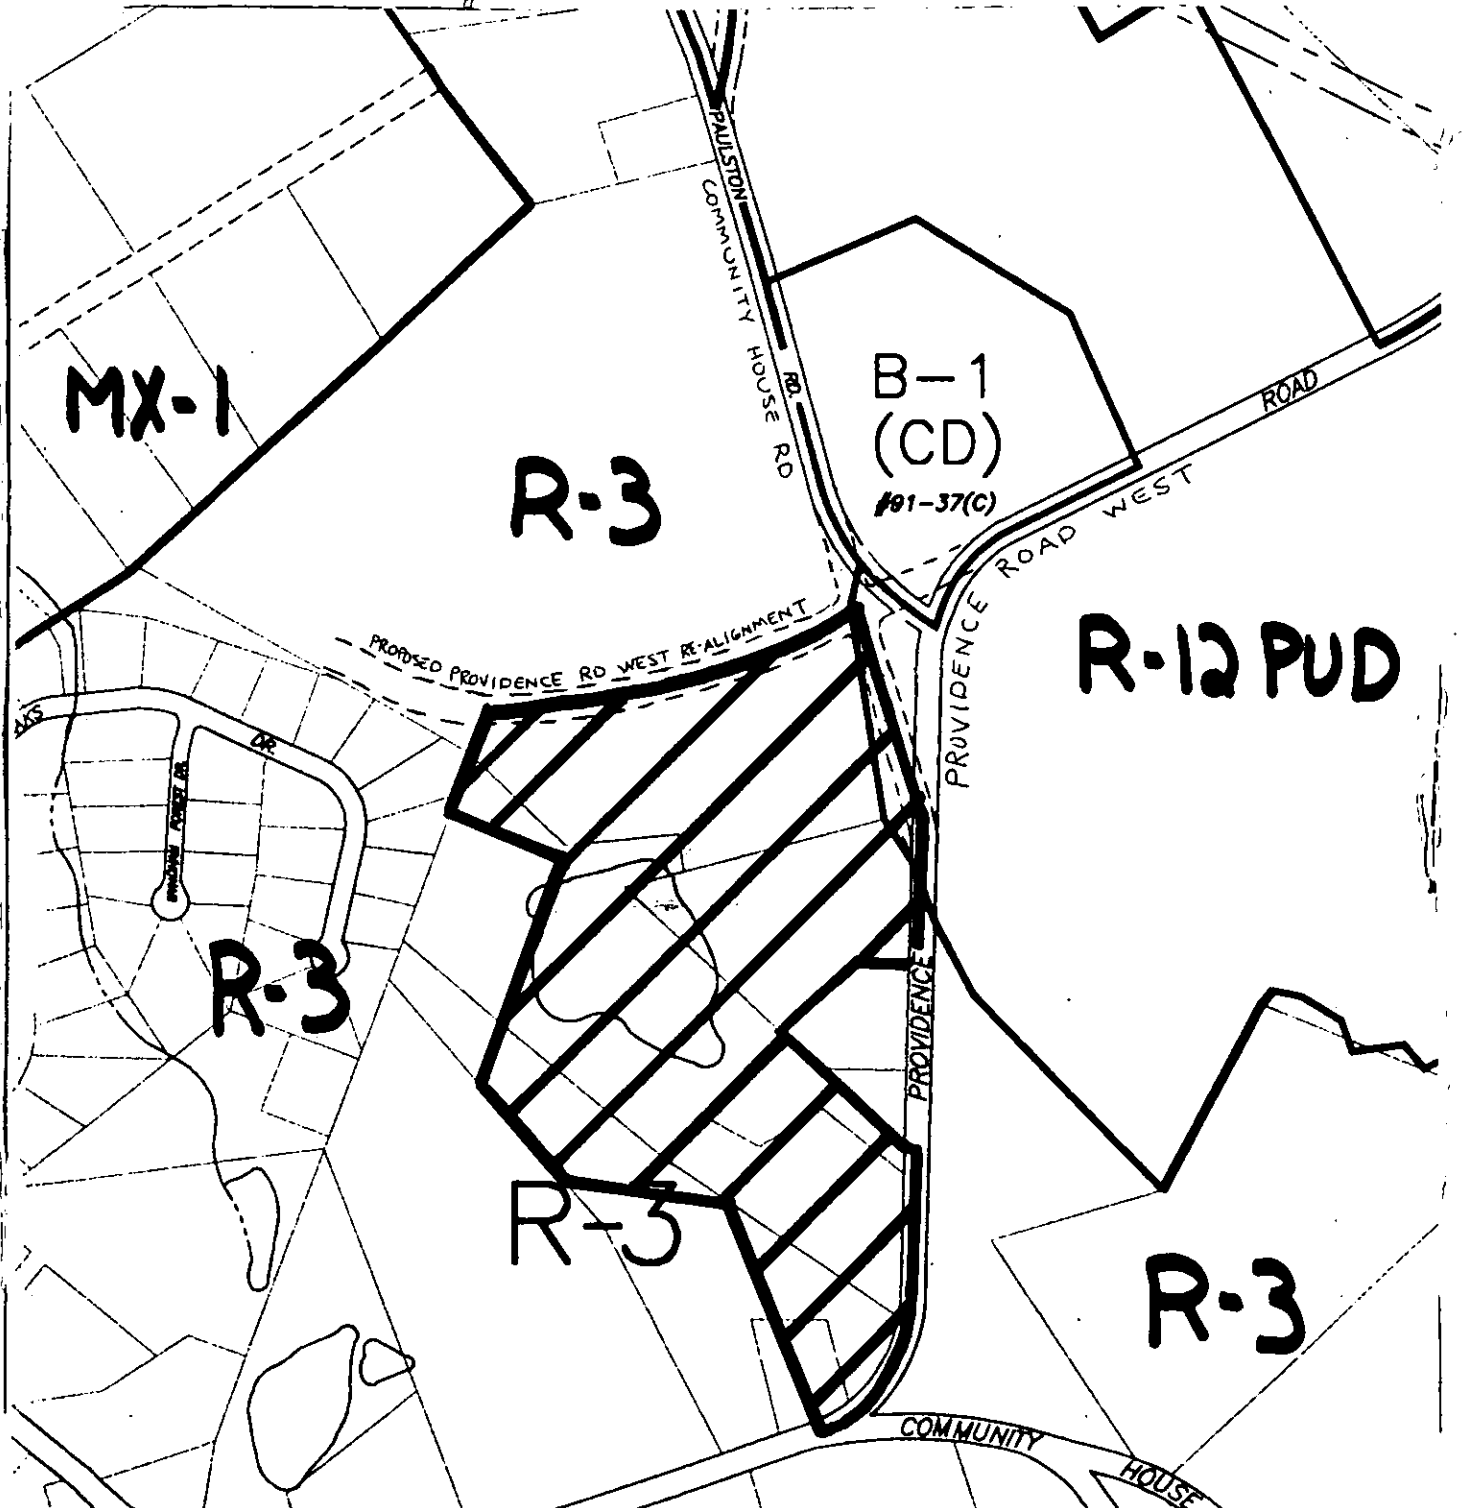 PAULSTON
COMMUNITY HOUSE RD
RD.
MX-1
B-1
(CD)
#91-37(C)
ROAD
R-3
PROVIDENCE ROAD WEST
PROPOSED PROVIDENCE RD WEST RE-ALIGNMENT
R-12 PUD
DR.
R-3
PROVIDENCE
R-3
R-3
COMMUNITY
HOUSE